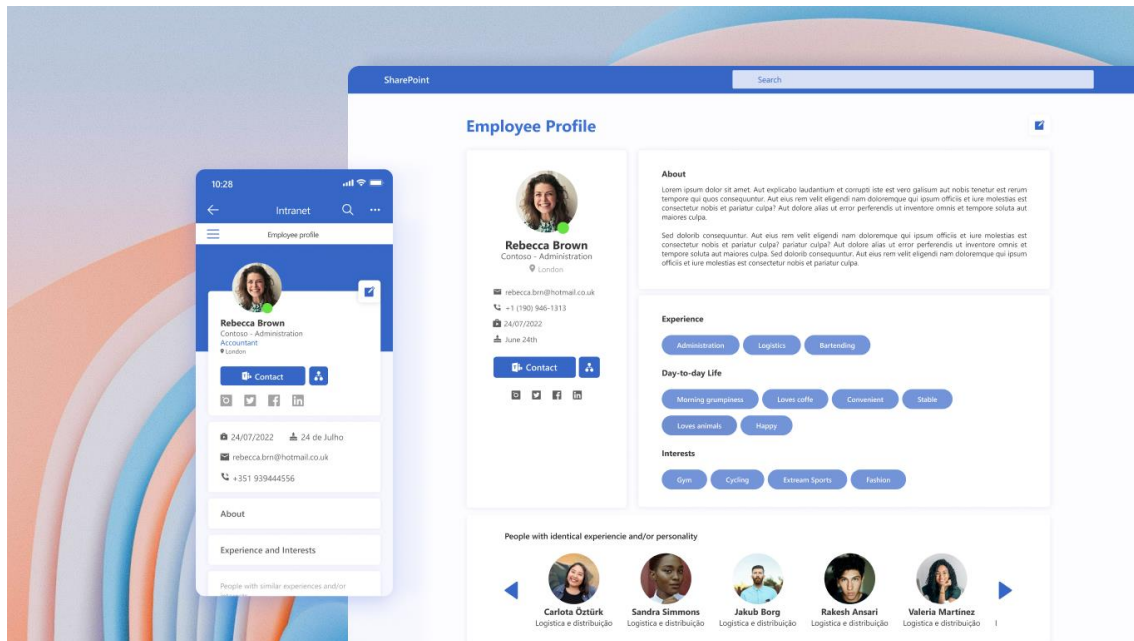 SharePoint
Search
Employee Profile
Rebecca Brown
Contoso - Administration
London
rebecca.brn@hotmail.co.uk
+1 (190) 946-1313
24/07/2022
June 24th
Contact
About
Lorem ipsum dolor sit amet. Aut explicabo laudantium et corrupti iste est vero galisum aut nobis tenetur est rerum
tempore qui quos consequuntur. Aut eius rem velit eligendi nam doloremque qui ipsum officiis et iure molestias est
consectetur nobis et pariatur culpa? Aut dolore alias ut error perferendis ut inventore omnis et tempore soluta aut
maiores culpa.
Sed dolorib consequuntur. Aut eius rem velit eligendi nam doloremque qui ipsum officiis et iure molestias est
consectetur nobis et pariatur culpa? pariatur culpa? Aut dolore alias ut error perferendis ut inventore omnis et
tempore soluta aut maiores culpa. Sed dolorib consequuntur. Aut eius rem velit eligendi nam doloremque qui ipsum
officiis et iure molestias est consectetur nobis et pariatur culpa
Experience
Administration Logistics Bartending
Day-to-day Life
Morning grumpiness Loves coffe Convenient Stable
Loves animals Happy
Interests
Gym Cycling Extream Sports Fashion
People with identical experiencie and/or personality
Carlota Öztürk Sandra Simmons Jakub Borg Rakesh Ansari Valeria Martínez
Logistica e distribuição Logistica e distribuição Logistica e distribuição Logistica e distribuição Logistica e distribuição
10:28
Intranet
Employee profile
Rebecca Brown
Contoso - Administration
Accountant
London
Contact
24/07/2022 24 de Julho
rebecca.brn@hotmail.co.uk
+351 939444556
About
Experience and Interests
People with similar experiences and/or